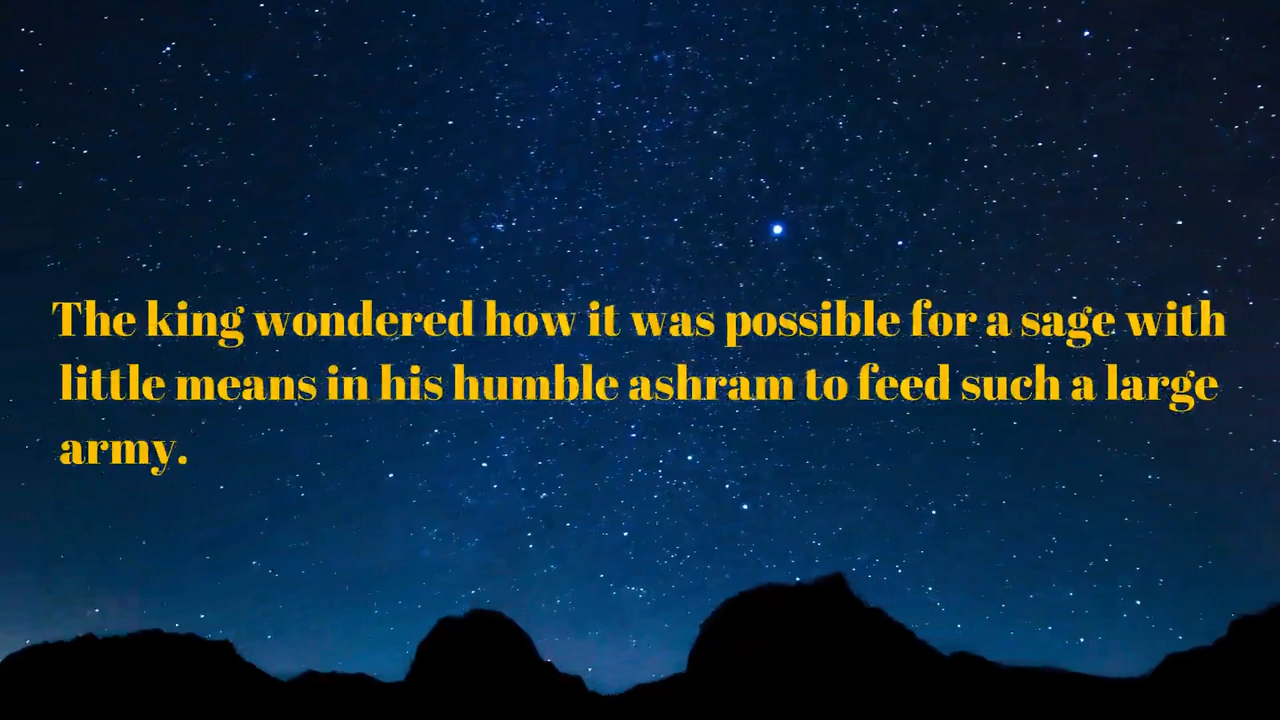 The king wondered how it was possible for a sage with
little means in his humble ashram to feed such a large
army.